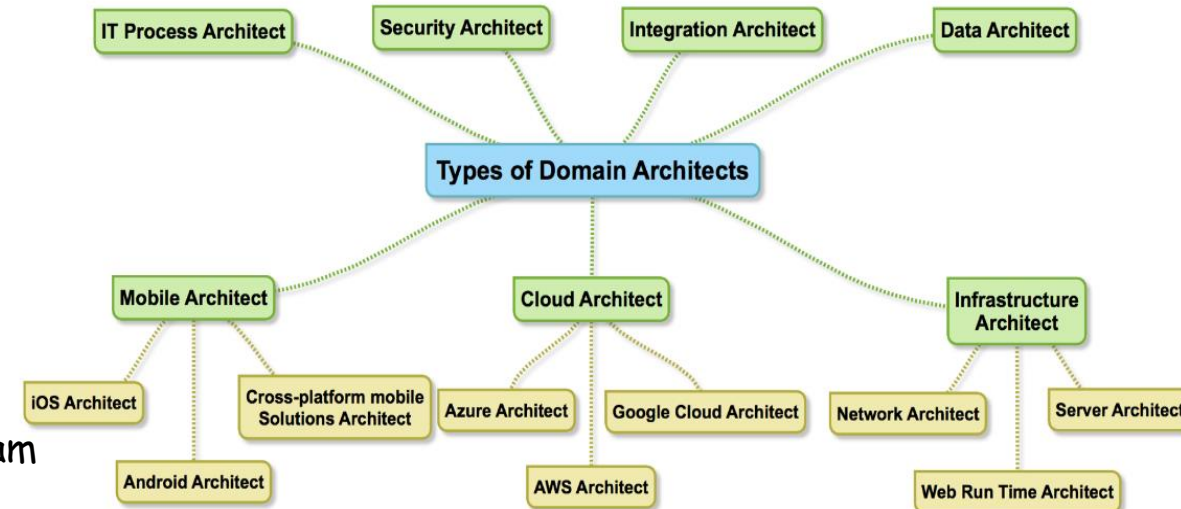 IT Process Architect
Security Architect
Integration Architect
Data Architect
Types of Domain Architects
Mobile Architect
Cloud Architect
Infrastructure
Architect
iOS Architect
Cross-platform mobile
Solutions Architect
Azure Architect
Google Cloud Architect
Network Architect
Server Architect
am
Android Architect
AWS Architect
Web Run Time Architect